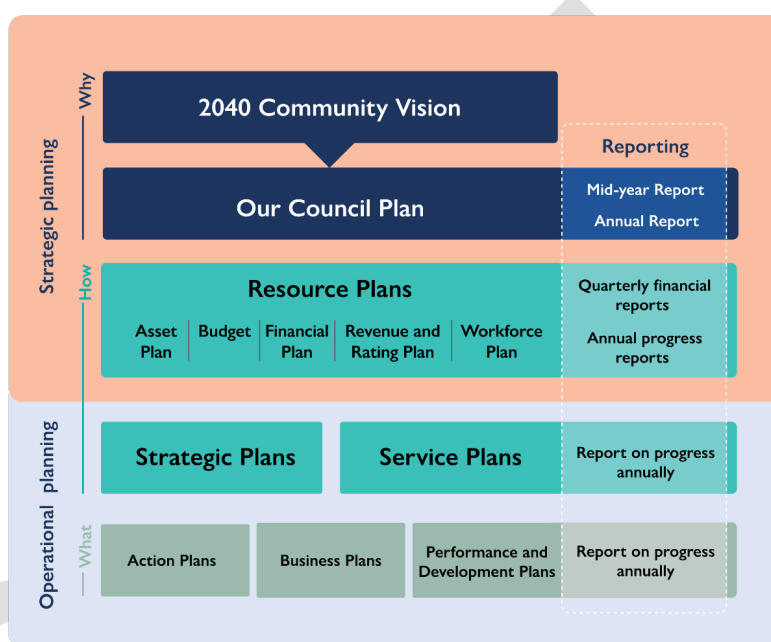 Strategic planning
Why
2040 Community Vision
Reporting
Our Council Plan
Mid-year Report
Annual Report
How
Resource Plans
Asset
Plan
Budget
Financial
Plan
Revenue and
Rating Plan
Workforce
Plan
Quarterly financial
reports
Annual progress
reports
Operational planning
Strategic Plans
Service Plans
Report on progress
annually
What
Action Plans
Business Plans
Performance and
Development Plans
Report on progress
annually